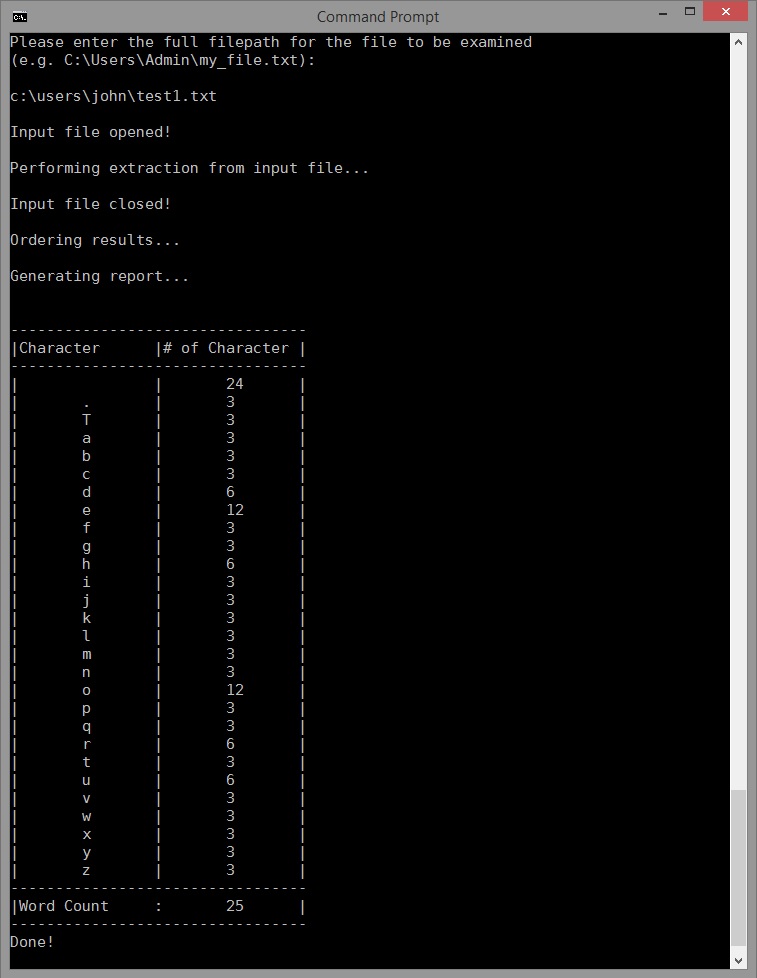 Command Prompt
Please enter the full filepath for the file to be examined
(e.g. C:\Users\Admin\my_file.txt):
c:\users\john\test1.txt
Input file opened!
Performing extraction from input file...
Input file closed!
Ordering results...
Generating report...
---------------------------------
|Character      |# of Character |
---------------------------------
|               |       24      |
|       .       |       3       |
|       T       |       3       |
|       a       |       3       |
|       b       |       3       |
|       c       |       3       |
|       d       |       6       |
|       e       |       12      |
|       f       |       3       |
|       g       |       3       |
|       h       |       6       |
|       i       |       3       |
|       j       |       3       |
|       k       |       3       |
|       l       |       3       |
|       m       |       3       |
|       n       |       3       |
|       o       |       12      |
|       p       |       3       |
|       q       |       3       |
|       r       |       6       |
|       t       |       3       |
|       u       |       6       |
|       v       |       3       |
|       w       |       3       |
|       x       |       3       |
|       y       |       3       |
|       z       |       3       |
---------------------------------
|Word Count     :       25      |
---------------------------------
Done!